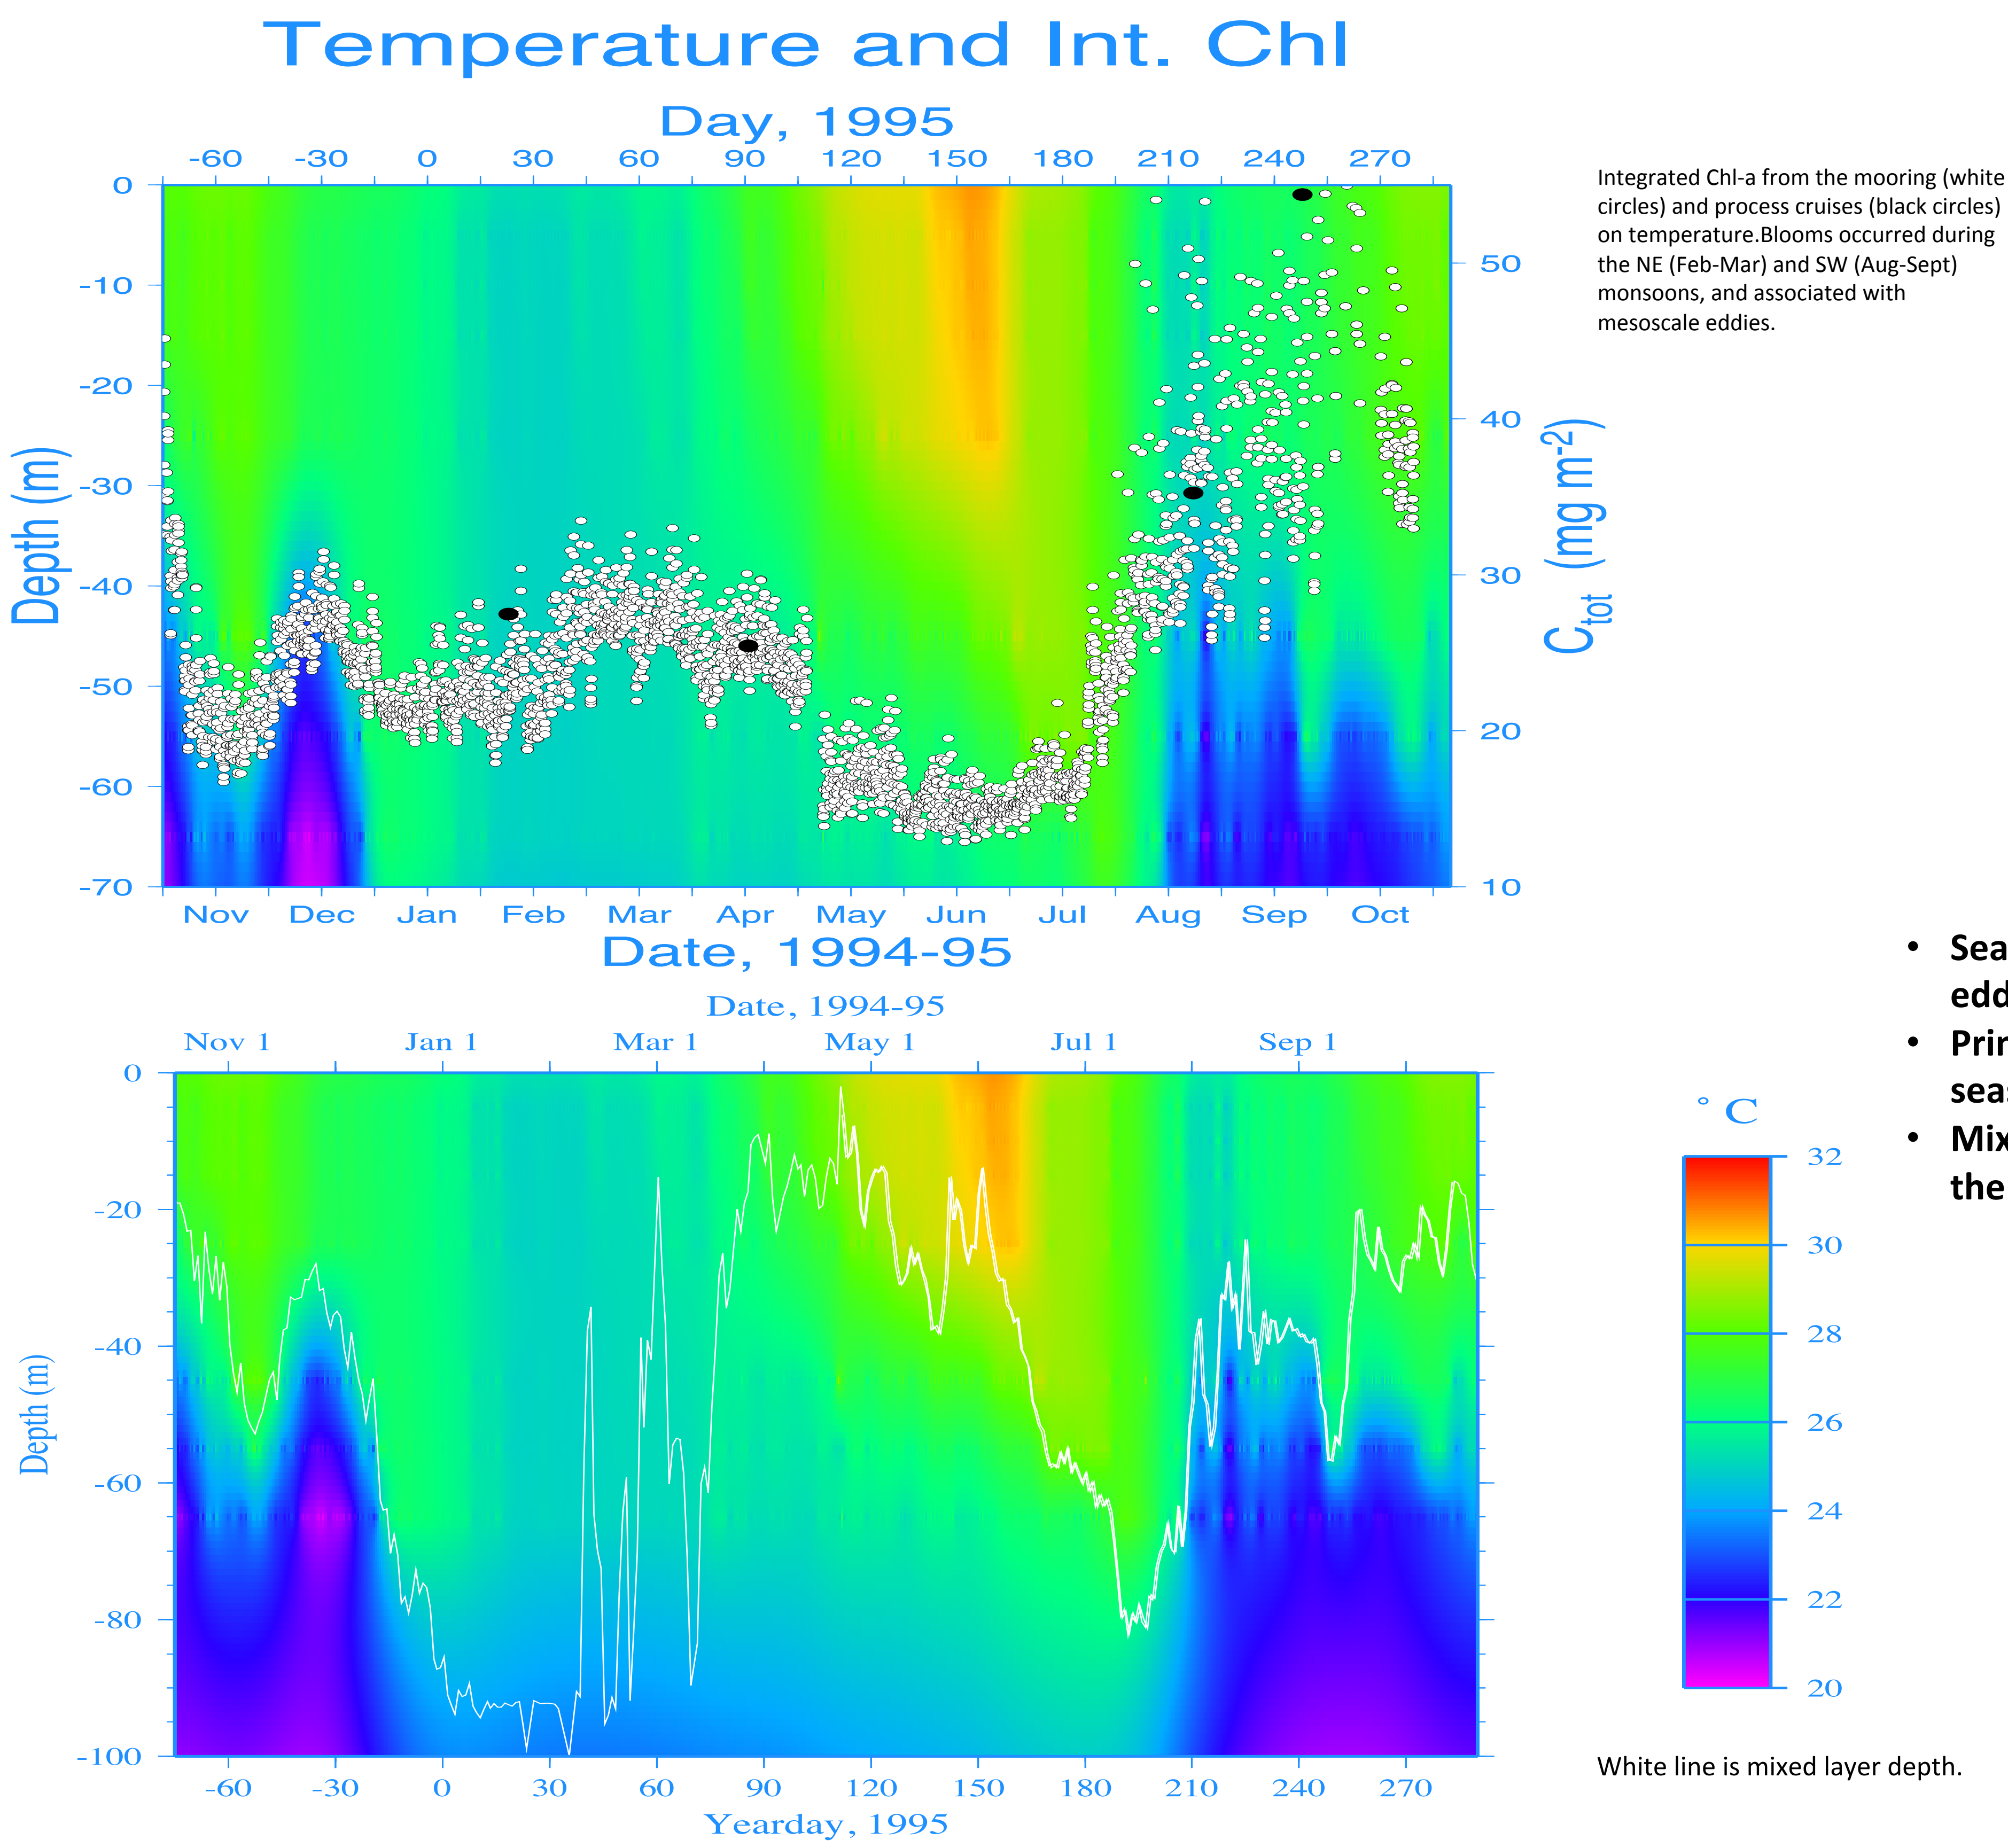 Temperature and Int. Chl
Day, 1995
-60 -30 0 30 60 90 120 150 180 210 240 270
0
-10
-20
-30
-40
-50
-60
-70
Depth (m)
50
40
30
20
10
Ctot (mg m-2)
Nov Dec Jan Feb Mar Apr May Jun Jul Aug Sep Oct
Date, 1994-95
Integrated Chl-a from the mooring (white
circles) and process cruises (black circles)
on temperature.Blooms occurred during
the NE (Feb-Mar) and SW (Aug-Sept)
monsoons, and associated with
mesoscale eddies.
Date, 1994-95
Nov 1 Jan 1 Mar 1 May 1 Jul 1 Sep 1
0
-20
-40
-60
-80
-100
Depth (m)
-60 -30 0 30 60 90 120 150 180 210 240 270
Yearday, 1995
° C
32
30
28
26
24
22
20
• Sea
edd
• Prin
seas
• Mix
the
White line is mixed layer depth.